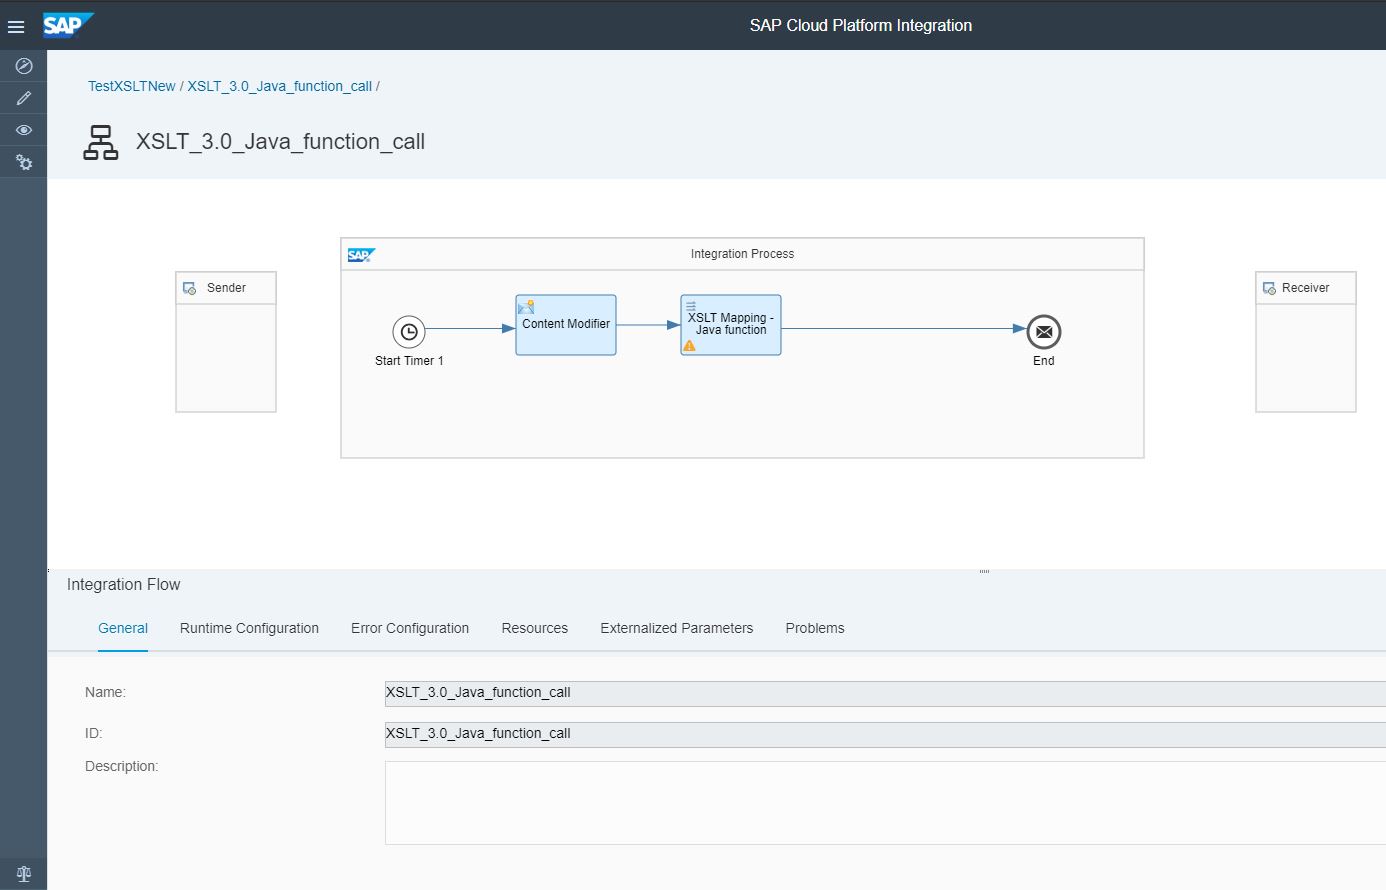 SAP
SAP Cloud Platform Integration
TestXSLTNew / XSLT_3.0_Java_function_call /
XSLT_3.0_Java_function_call
SAP
Integration Process
Sender
Receiver
Content Modifier
XSLT Mapping -
Java function
Start Timer 1
End
Integration Flow
General Runtime Configuration Error Configuration Resources Externalized Parameters Problems
Name: XSLT_3.0_Java_function_call
ID: XSLT_3.0_Java_function_call
Description: